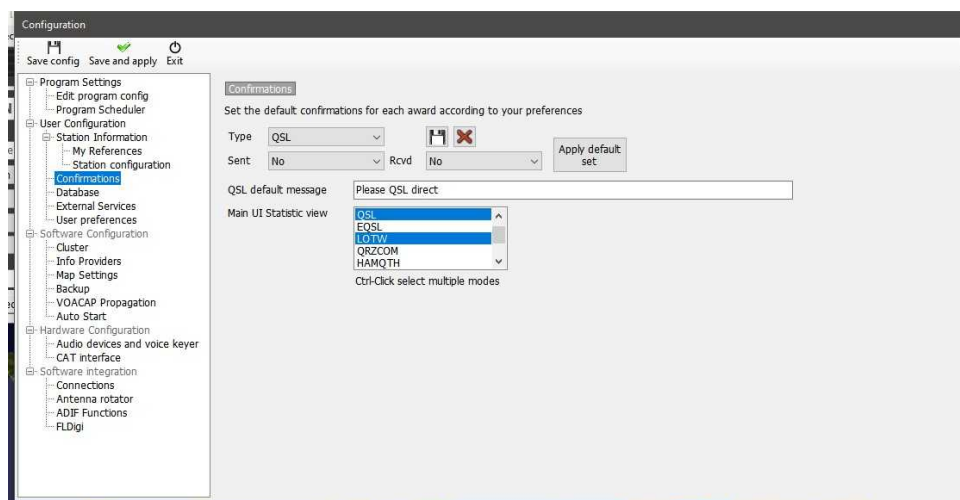 Configuration
Save config Save and apply Exit
Program Settings
Edit program config
Program Scheduler
User Configuration
Station Information
My References
Station configuration
Confirmations
Database
External Services
User preferences
Software Configuration
Cluster
Info Providers
Map Settings
Backup
VOACAP Propagation
Auto Start
Hardware Configuration
Audio devices and voice keyer
CAT interface
Software integration
Connections
Antenna rotator
ADIF Functions
FLDigi
Confirmations
Set the default confirmations for each award according to your preferences
Type QSL
Sent No Rcvd No
Apply default
set
QSL default message Please QSL direct
Main UI Statistic view
QSL
EQSL
LOTW
QRZCOM
HAMQTH
Ctrl-Click select multiple modes